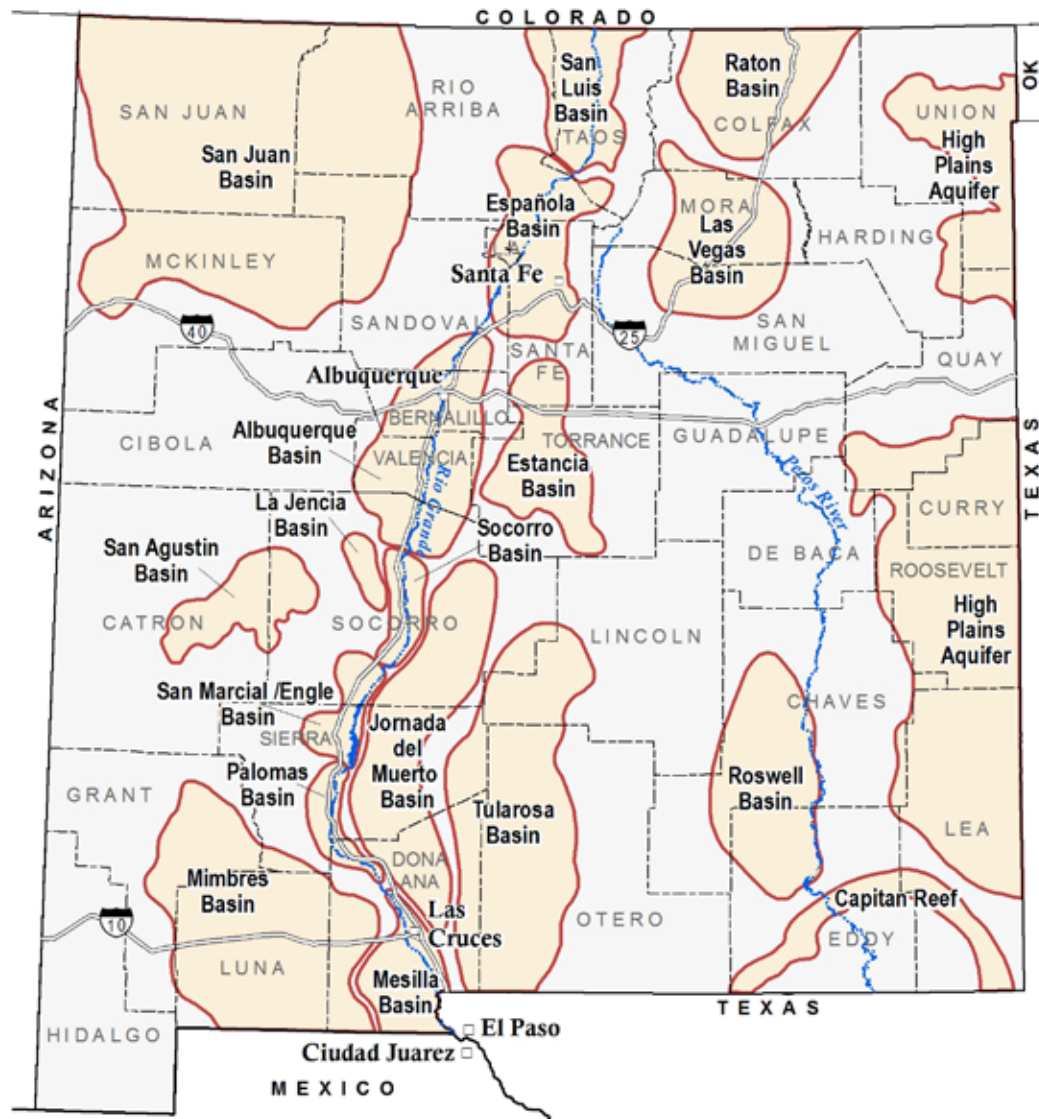 COLORADO
OK
SAN JUAN
RIO
ARRIBA
San
Luis
Basin
TAOS
Raton
Basin
COLFAX
UNION
High
Plains
Aquifer
San Juan
Basin
Española
Basin
MORA
Las
Vegas
Basin
HARDING
MCKINLEY
Santa Fe
40
SANDOVAL
SANTA
FE
25
SAN
MIGUEL
QUAY
ARIZONA
Albuquerque
BERNALILLO
CIBOLA
Albuquerque
Basin
VALENCIA
Rio Grande
TORRANCE
Estancia
Basin
GUADALUPE
Pecos River
TEXAS
CURRY
La Jencia
Basin
Socorro
Basin
San Agustin
Basin
DE BACA
ROOSEVELT
CATRON
SOCORRO
LINCOLN
High
Plains
Aquifer
San Marcial /Engle
Basin
SIERRA
Jornada
del
Muerto
Basin
CHAVES
GRANT
Palomas
Basin
Tularosa
Basin
Roswell
Basin
LEA
Mimbres
Basin
DONA
ANA
Capitan Reef
10
Las
Cruces
OTERO
EDDY
LUNA
Mesilla
Basin
TEXAS
HIDALGO
El Paso
Ciudad Juarez
MEXICO